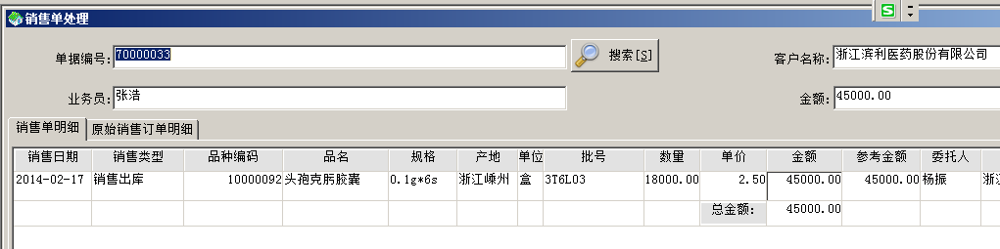 销售单处理
单据编号: 70000033 搜索[S] 客户名称: 浙江滨利医药股份有限公司
业务员: 张浩 金额: 45000.00
销售单明细 原始销售订单明细
销售日期 销售类型 品种编码 品名 规格 产地 单位 批号 数量 单价 金额 参考金额 委托人
2014-02-17 销售出库 10000092 头孢克肟胶囊 0.1g*6s 浙江嵊州 盒 3T6L03 18000.00 2.50 45000.00 45000.00 杨振 浙
总金额: 45000.00